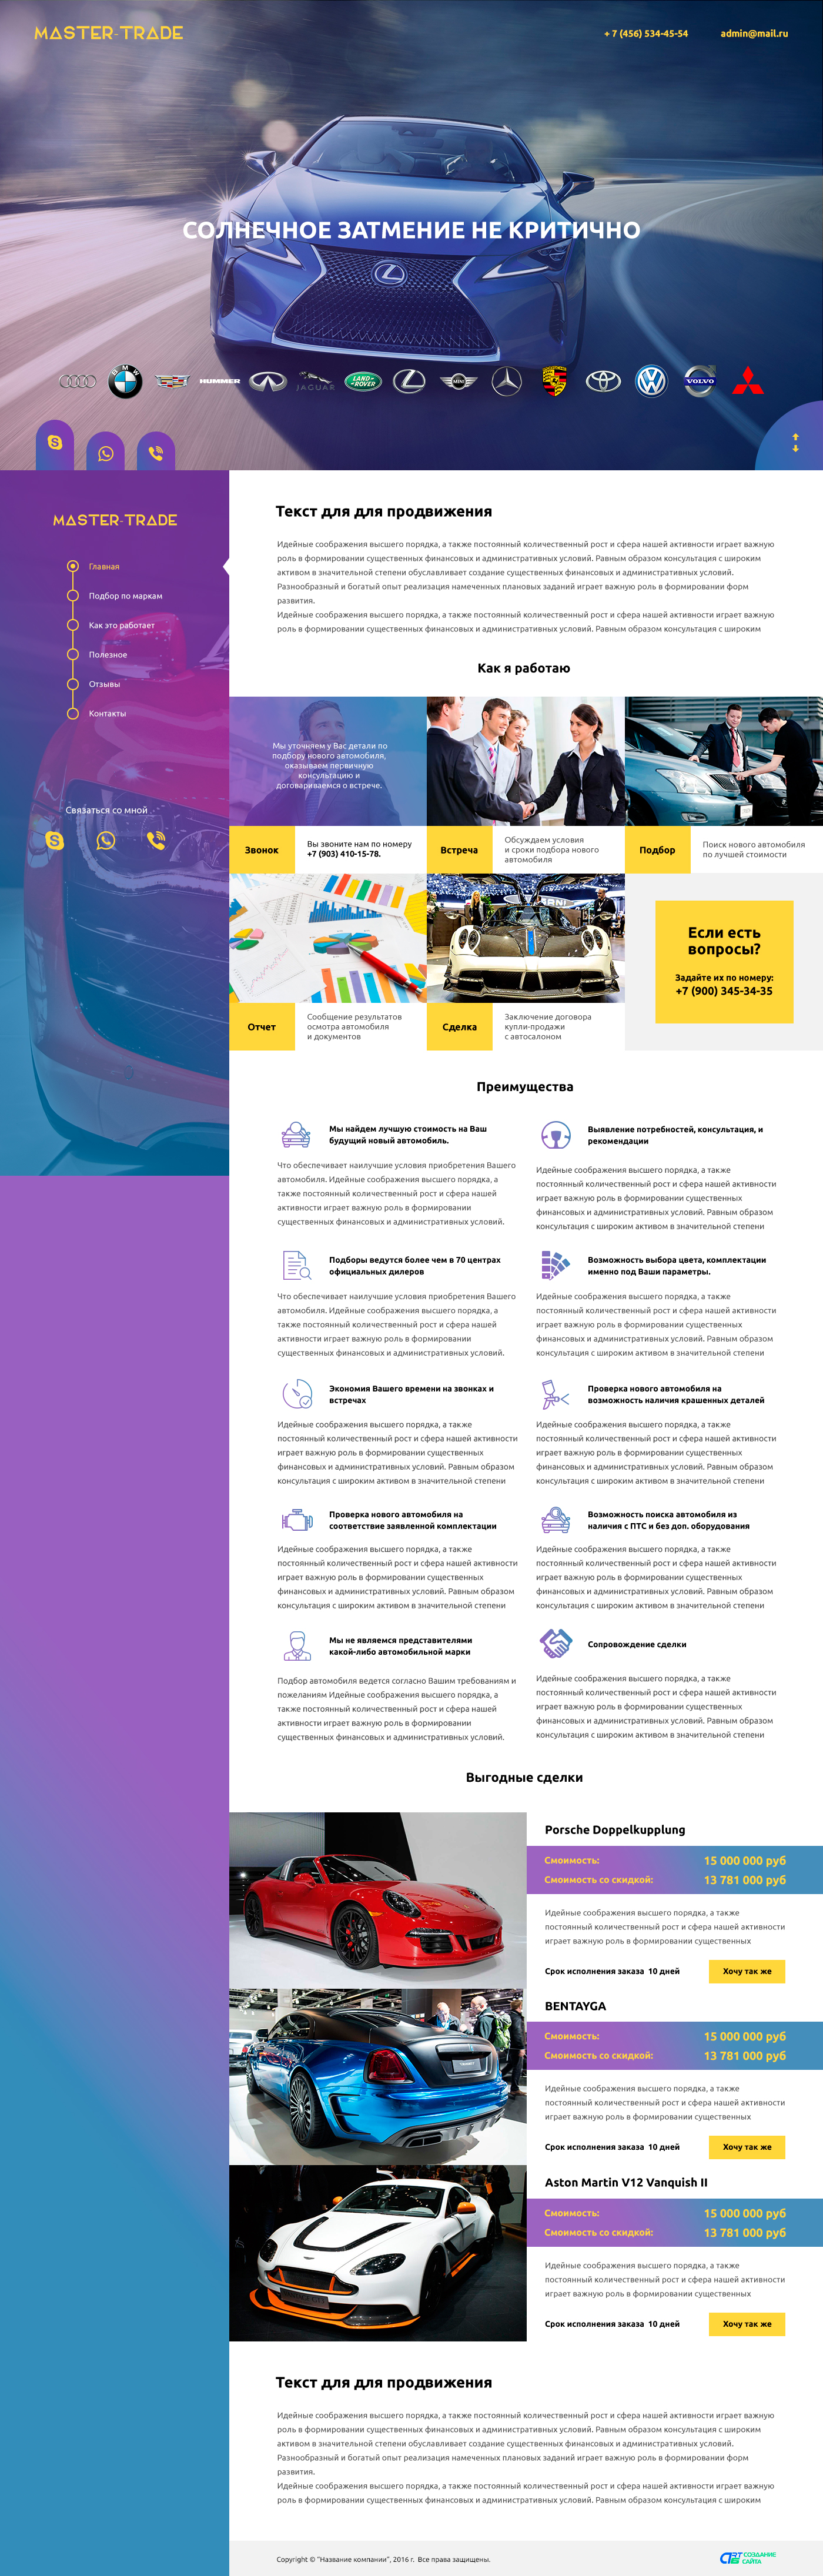 MASTER-TRADE
+ 7 (456) 534-45-54
admin@mail.ru
СОЛНЕЧНОЕ ЗАТМЕНИЕ НЕ КРИТИЧНО
BMW
HUMMER
JAGUAR
LAND ROVER
MINI
VOLVO
MASTER-TRADE
Главная
Подбор по маркам
Как это работает
Полезное
Отзывы
Контакты
Связаться со мной
Текст для для продвижения
Идейные соображения высшего порядка, а также постоянный количественный рост и сфера нашей активности играет важную
роль в формировании существенных финансовых и административных условий. Равным образом консультация с широким
активом в значительной степени обуславливает создание существенных финансовых и административных условий.
Разнообразный и богатый опыт реализация намеченных плановых заданий играет важную роль в формировании форм
развития.
Идейные соображения высшего порядка, а также постоянный количественный рост и сфера нашей активности играет важную
роль в формировании существенных финансовых и административных условий. Равным образом консультация с широким
Как я работаю
Мы уточняем у Вас детали по
подбору нового автомобиля,
оказываем первичную
консультацию и
договариваемся о встрече.
Звонок
Вы звоните нам по номеру
+7 (903) 410-15-78.
Встреча
Обсуждаем условия
и сроки подбора нового
автомобиля
Подбор
Поиск нового автомобиля
по лучшей стоимости
Отчет
Сообщение результатов
осмотра автомобиля
и документов
Сделка
Заключение договора
купли-продажи
с автосалоном
Если есть
вопросы?
Задайте их по номеру:
+7 (900) 345-34-35
Преимущества
Мы найдем лучшую стоимость на Ваш
будущий новый автомобиль.
Что обеспечивает наилучшие условия приобретения Вашего
автомобиля. Идейные соображения высшего порядка, а
также постоянный количественный рост и сфера нашей
активности играет важную роль в формировании
существенных финансовых и административных условий.
Выявление потребностей, консультация, и
рекомендации
Идейные соображения высшего порядка, а также
постоянный количественный рост и сфера нашей активности
играет важную роль в формировании существенных
финансовых и административных условий. Равным образом
консультация с широким активом в значительной степени
Подборы ведутся более чем в 70 центрах
официальных дилеров
Что обеспечивает наилучшие условия приобретения Вашего
автомобиля. Идейные соображения высшего порядка, а
также постоянный количественный рост и сфера нашей
активности играет важную роль в формировании
существенных финансовых и административных условий.
Возможность выбора цвета, комплектации
именно под Ваши параметры.
Идейные соображения высшего порядка, а также
постоянный количественный рост и сфера нашей активности
играет важную роль в формировании существенных
финансовых и административных условий. Равным образом
консультация с широким активом в значительной степени
Экономия Вашего времени на звонках и
встречах
Идейные соображения высшего порядка, а также
постоянный количественный рост и сфера нашей активности
играет важную роль в формировании существенных
финансовых и административных условий. Равным образом
консультация с широким активом в значительной степени
Проверка нового автомобиля на
возможность наличия крашенных деталей
Идейные соображения высшего порядка, а также
постоянный количественный рост и сфера нашей активности
играет важную роль в формировании существенных
финансовых и административных условий. Равным образом
консультация с широким активом в значительной степени
Проверка нового автомобиля на
соответствие заявленной комплектации
Идейные соображения высшего порядка, а также
постоянный количественный рост и сфера нашей активности
играет важную роль в формировании существенных
финансовых и административных условий. Равным образом
консультация с широким активом в значительной степени
Возможность поиска автомобиля из
наличия с ПТС и без доп. оборудования
Идейные соображения высшего порядка, а также
постоянный количественный рост и сфера нашей активности
играет важную роль в формировании существенных
финансовых и административных условий. Равным образом
консультация с широким активом в значительной степени
Мы не являемся представителями
какой-либо автомобильной марки
Подбор автомобиля ведется согласно Вашим требованиям и
пожеланиям Идейные соображения высшего порядка, а
также постоянный количественный рост и сфера нашей
активности играет важную роль в формировании
существенных финансовых и административных условий.
Сопровождение сделки
Идейные соображения высшего порядка, а также
постоянный количественный рост и сфера нашей активности
играет важную роль в формировании существенных
финансовых и административных условий. Равным образом
консультация с широким активом в значительной степени
Выгодные сделки
Porsche Doppelkupplung
Смоимость: 15 000 000 руб
Смоимость со скидкой: 13 781 000 руб
Идейные соображения высшего порядка, а также
постоянный количественный рост и сфера нашей активности
играет важную роль в формировании существенных
Срок исполнения заказа 10 дней
Хочу так же
BENTAYGA
Смоимость: 15 000 000 руб
Смоимость со скидкой: 13 781 000 руб
Идейные соображения высшего порядка, а также
постоянный количественный рост и сфера нашей активности
играет важную роль в формировании существенных
Срок исполнения заказа 10 дней
Хочу так же
Aston Martin V12 Vanquish II
Смоимость: 15 000 000 руб
Смоимость со скидкой: 13 781 000 руб
Идейные соображения высшего порядка, а также
постоянный количественный рост и сфера нашей активности
играет важную роль в формировании существенных
Срок исполнения заказа 10 дней
Хочу так же
Текст для для продвижения
Идейные соображения высшего порядка, а также постоянный количественный рост и сфера нашей активности играет важную
роль в формировании существенных финансовых и административных условий. Равным образом консультация с широким
активом в значительной степени обуславливает создание существенных финансовых и административных условий.
Разнообразный и богатый опыт реализация намеченных плановых заданий играет важную роль в формировании форм
развития.
Идейные соображения высшего порядка, а также постоянный количественный рост и сфера нашей активности играет важную
роль в формировании существенных финансовых и административных условий. Равным образом консультация с широким
Copyright © "Название компании", 2016 г. Все права защищены.
СОЗДАНИЕ
САЙТА